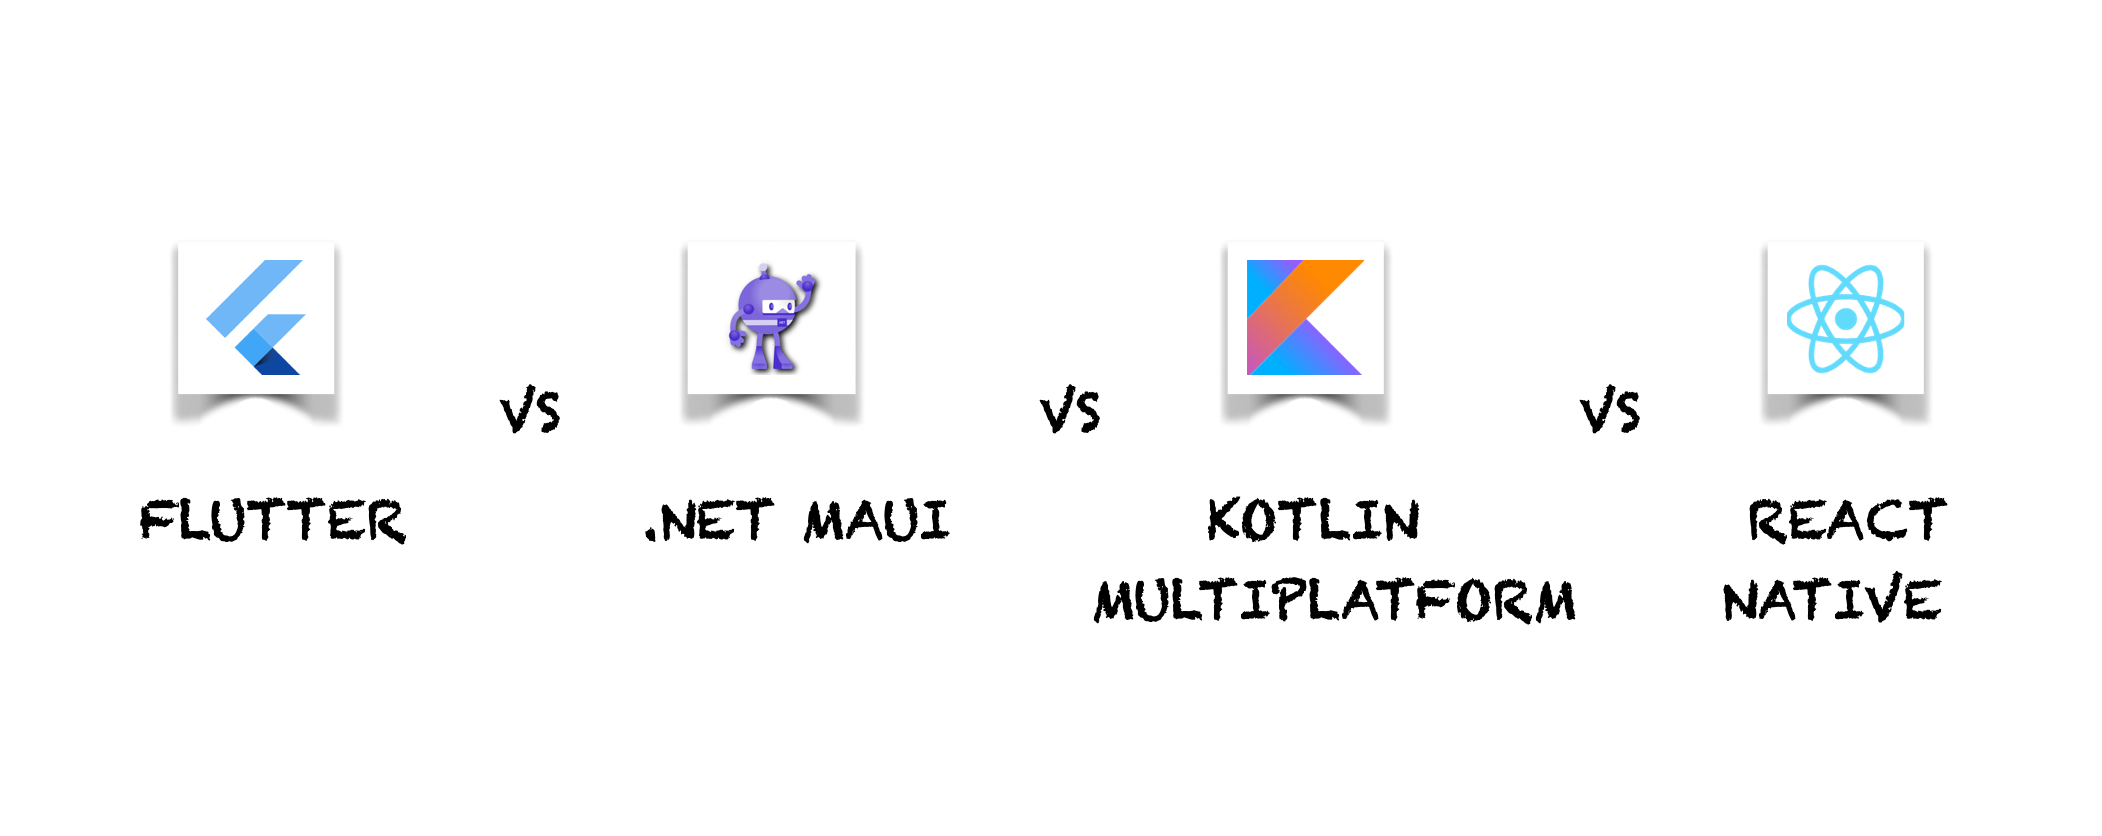 FLUTTER
VS
.NET MAUI
VS
KOTLIN
MULTIPLATFORM
VS
REACT
NATIVE